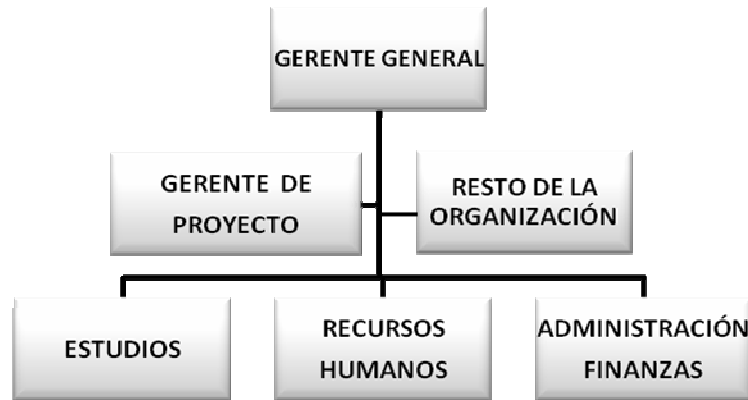 GERENTE GENERAL
GERENTE DE
PROYECTO
RESTO DE LA
ORGANIZACIÓN
ESTUDIOS
RECURSOS
HUMANOS
ADMINISTRACIÓN
FINANZAS